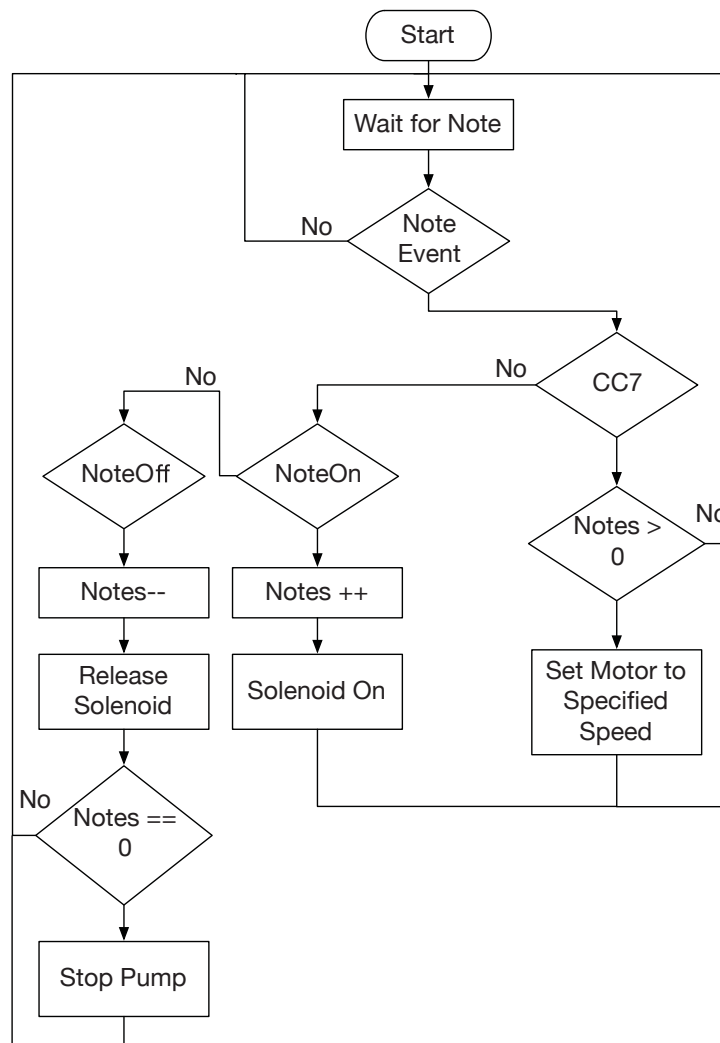 Start
Wait for Note
No
Note
Event
No
CC7
No
NoteOff
NoteOn
Notes >
0
No
Notes--
Notes ++
Release
Solenoid
Solenoid On
Set Motor to
Specified
Speed
No
Notes ==
0
Stop Pump